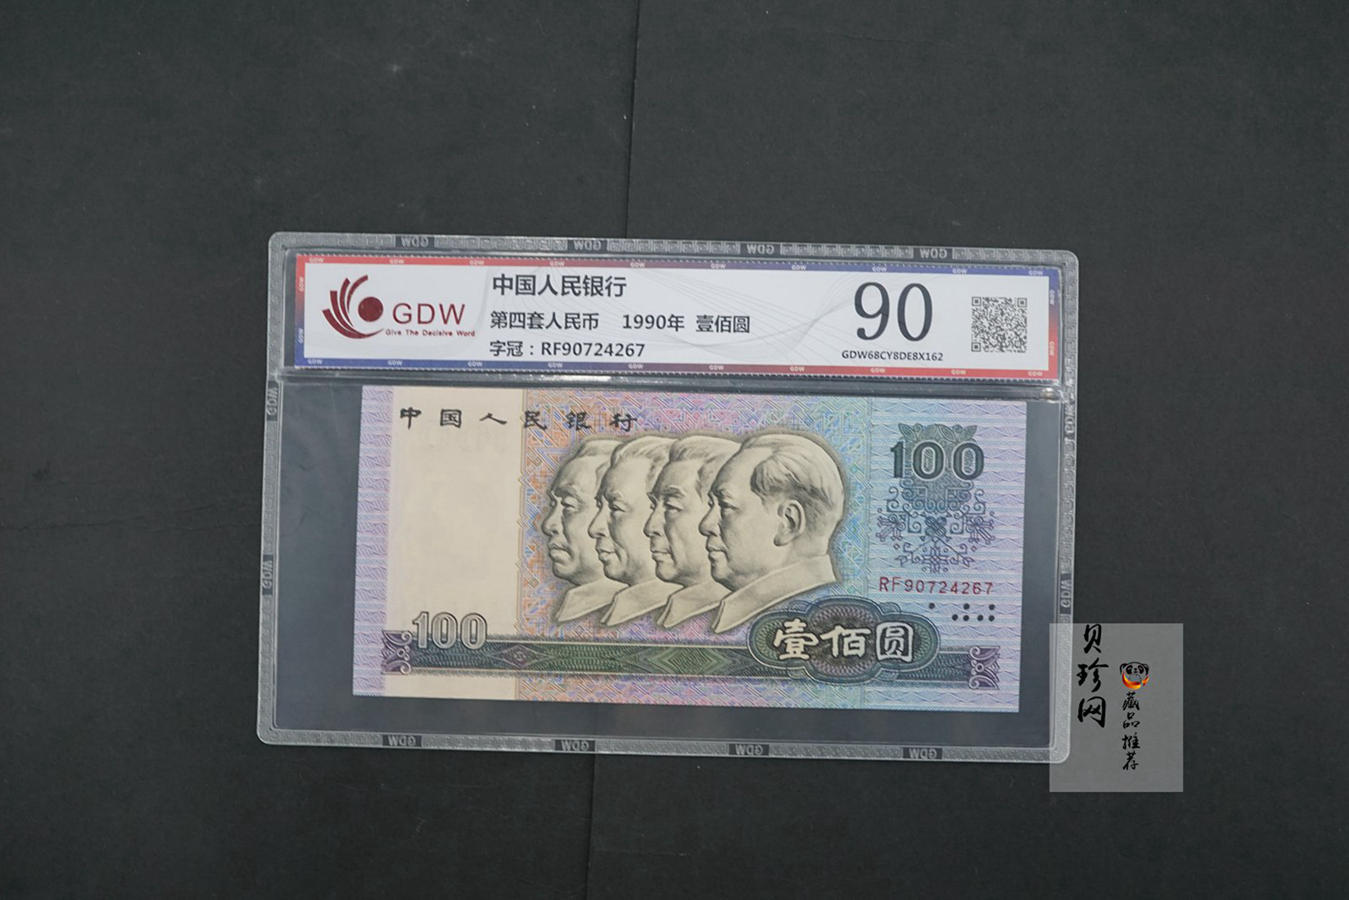 GDW
Give The Decisive Word
中国人民银行
第四套人民币 1990年 壹佰圆
字冠：RF90724267
90
GDW68CY8DE8X162
中国人民银行
100
RF90724267
100
壹佰圆
贝珍网
藏品推荐